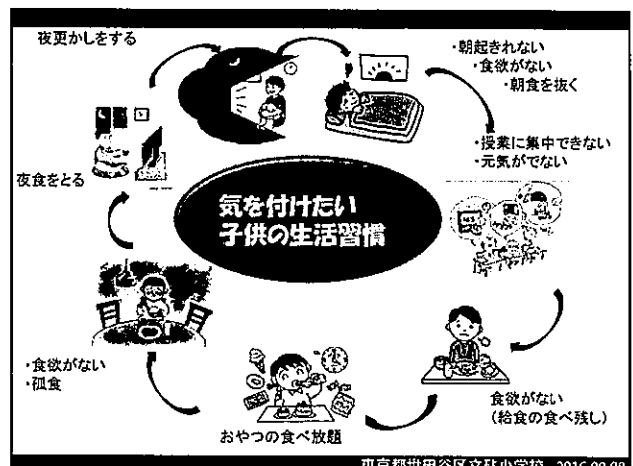 夜更かしをする
・朝起きれない
・食欲がない
・朝食を抜く
・授業に集中できない
・元気がでない
夜食をとる
気を付けたい
子供の生活習慣
・食欲がない
・孤食
おやつの食べ放題
食欲がない
(給食の食べ残し)